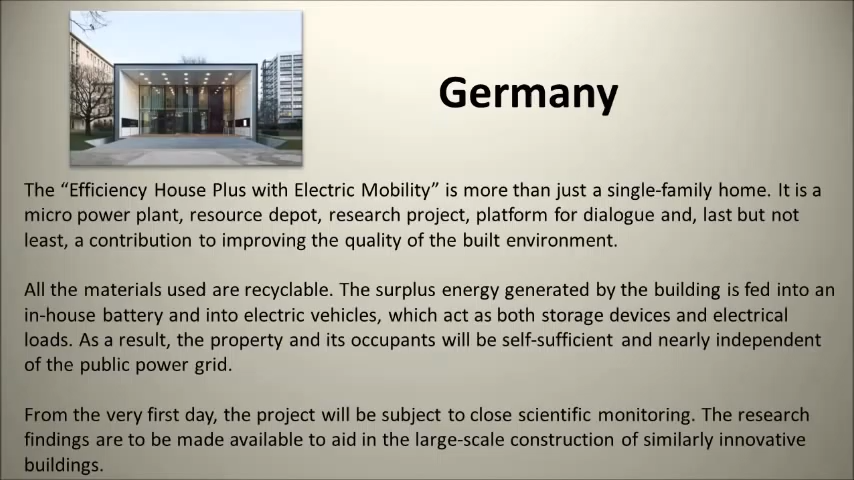 Germany
The “Efficiency House Plus with Electric Mobility” is more than just a single-family home. It is a
micro power plant, resource depot, research project, platform for dialogue and, last but not
least, a contribution to improving the quality of the built environment.
All the materials used are recyclable. The surplus energy generated by the building is fed into an
in-house battery and into electric vehicles, which act as both storage devices and electrical
loads. As a result, the property and its occupants will be self-sufficient and nearly independent
of the public power grid.
From the very first day, the project will be subject to close scientific monitoring. The research
findings are to be made available to aid in the large-scale construction of similarly innovative
buildings.